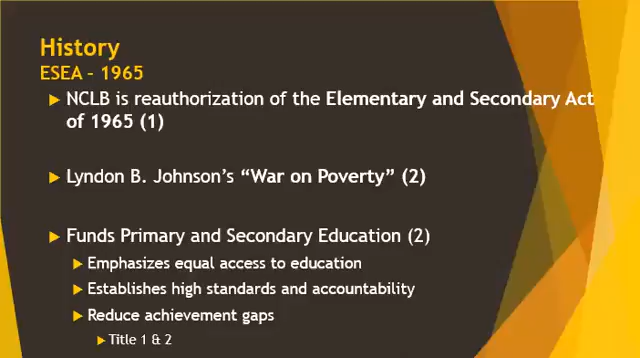 History
ESEA – 1965
NCLB is reauthorization of the Elementary and Secondary Act
of 1965 (1)
Lyndon B. Johnson's "War on Poverty" (2)
Funds Primary and Secondary Education (2)
Emphasizes equal access to education
Establishes high standards and accountability
Reduce achievement gaps
Title 1 & 2